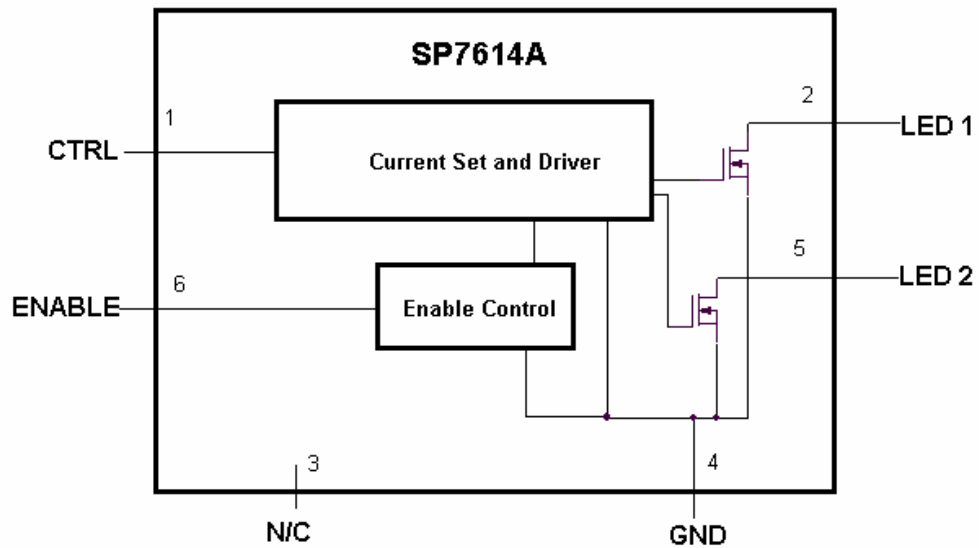 SP7614A
1
CTRL
Current Set and Driver
2
LED 1
5
LED 2
6
ENABLE
Enable Control
3
N/C
4
GND